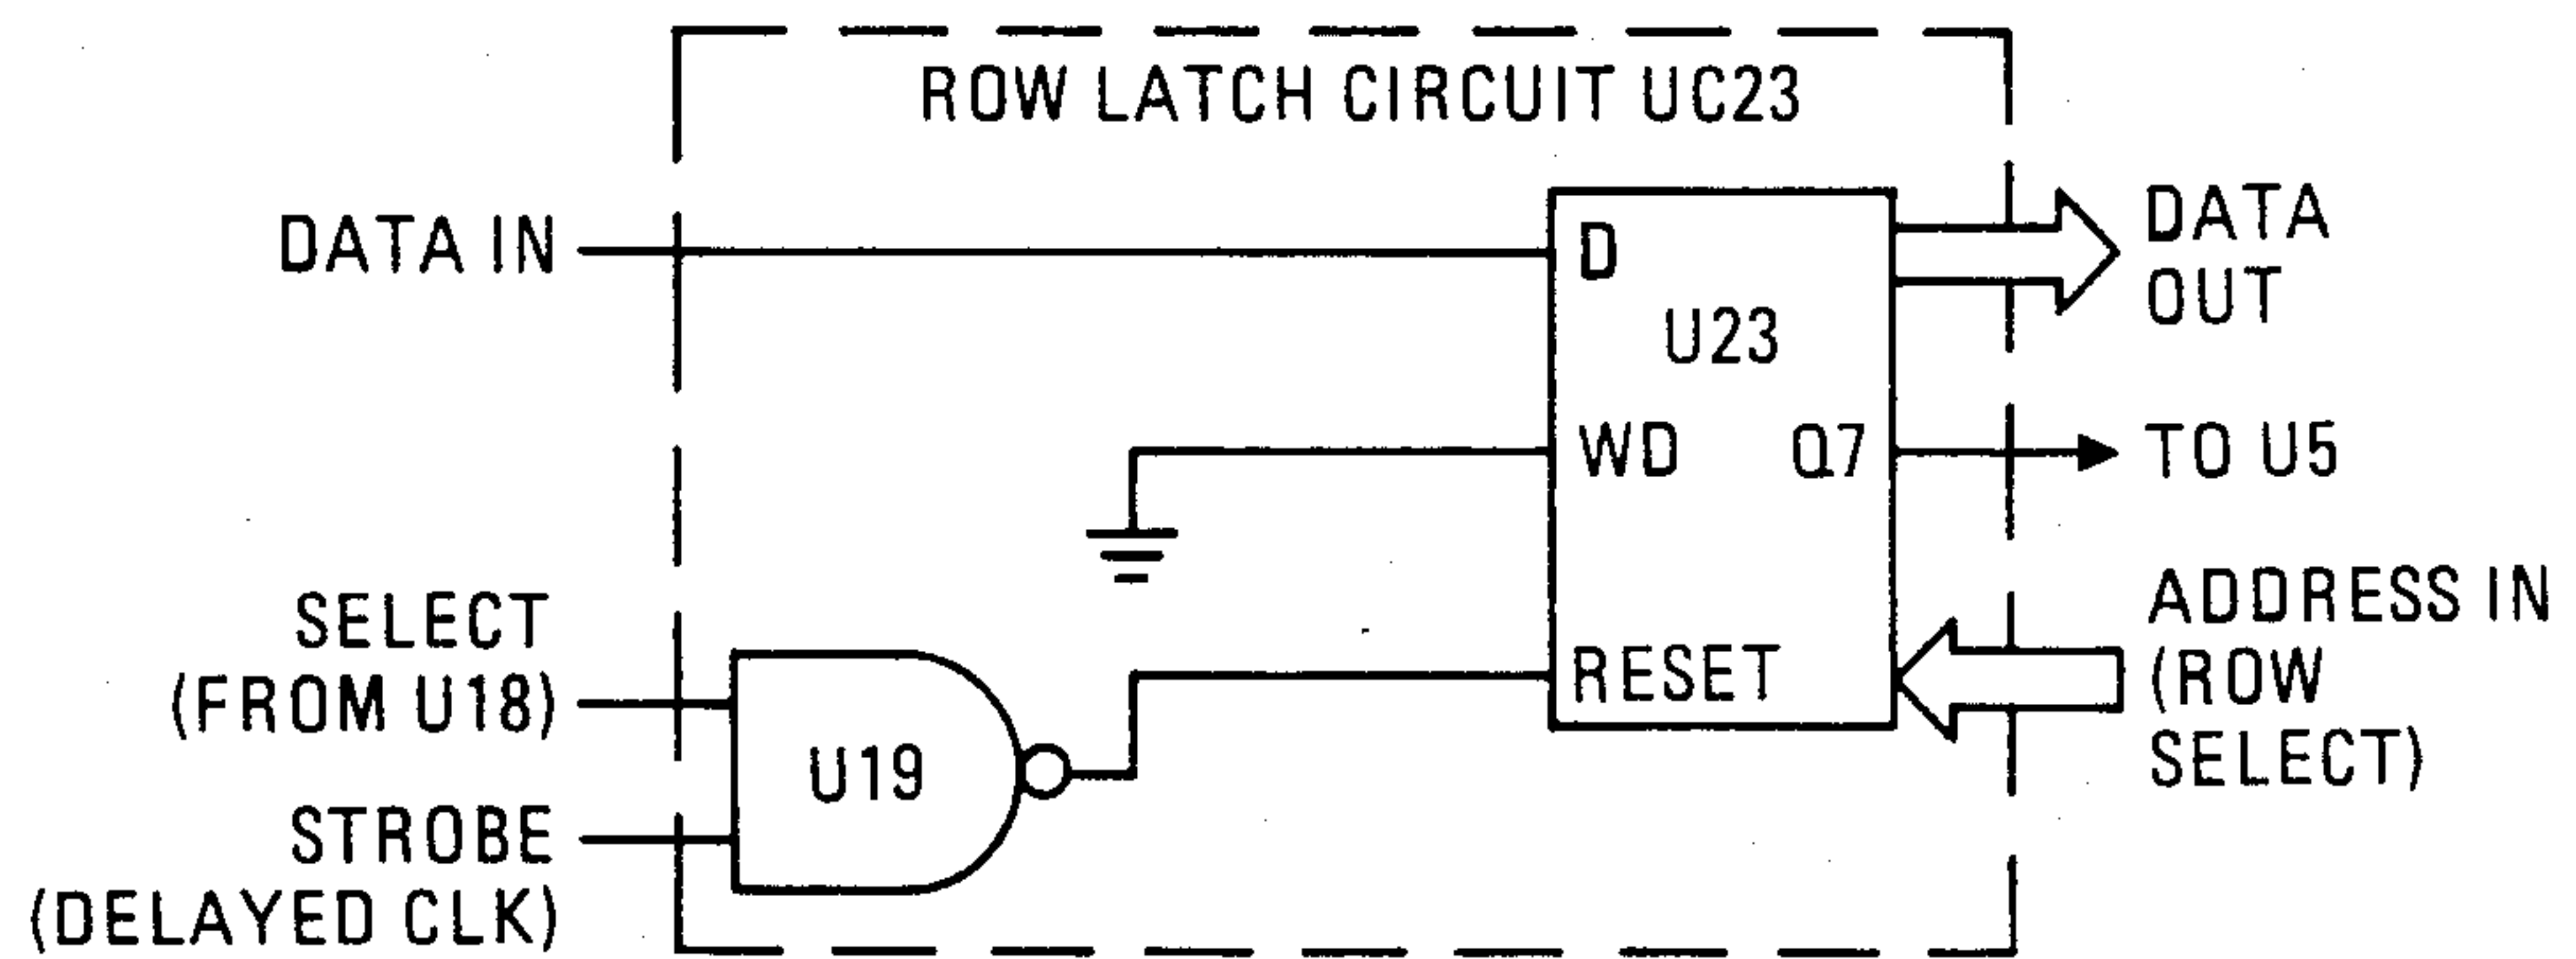 ROW LATCH CIRCUIT UC23
DATA IN
D
DATA
OUT
U23
WD
Q7
TO U5
SELECT
(FROM U18)
RESET
ADDRESS IN
(ROW
SELECT)
U19
STROBE
(DELAYED CLK)